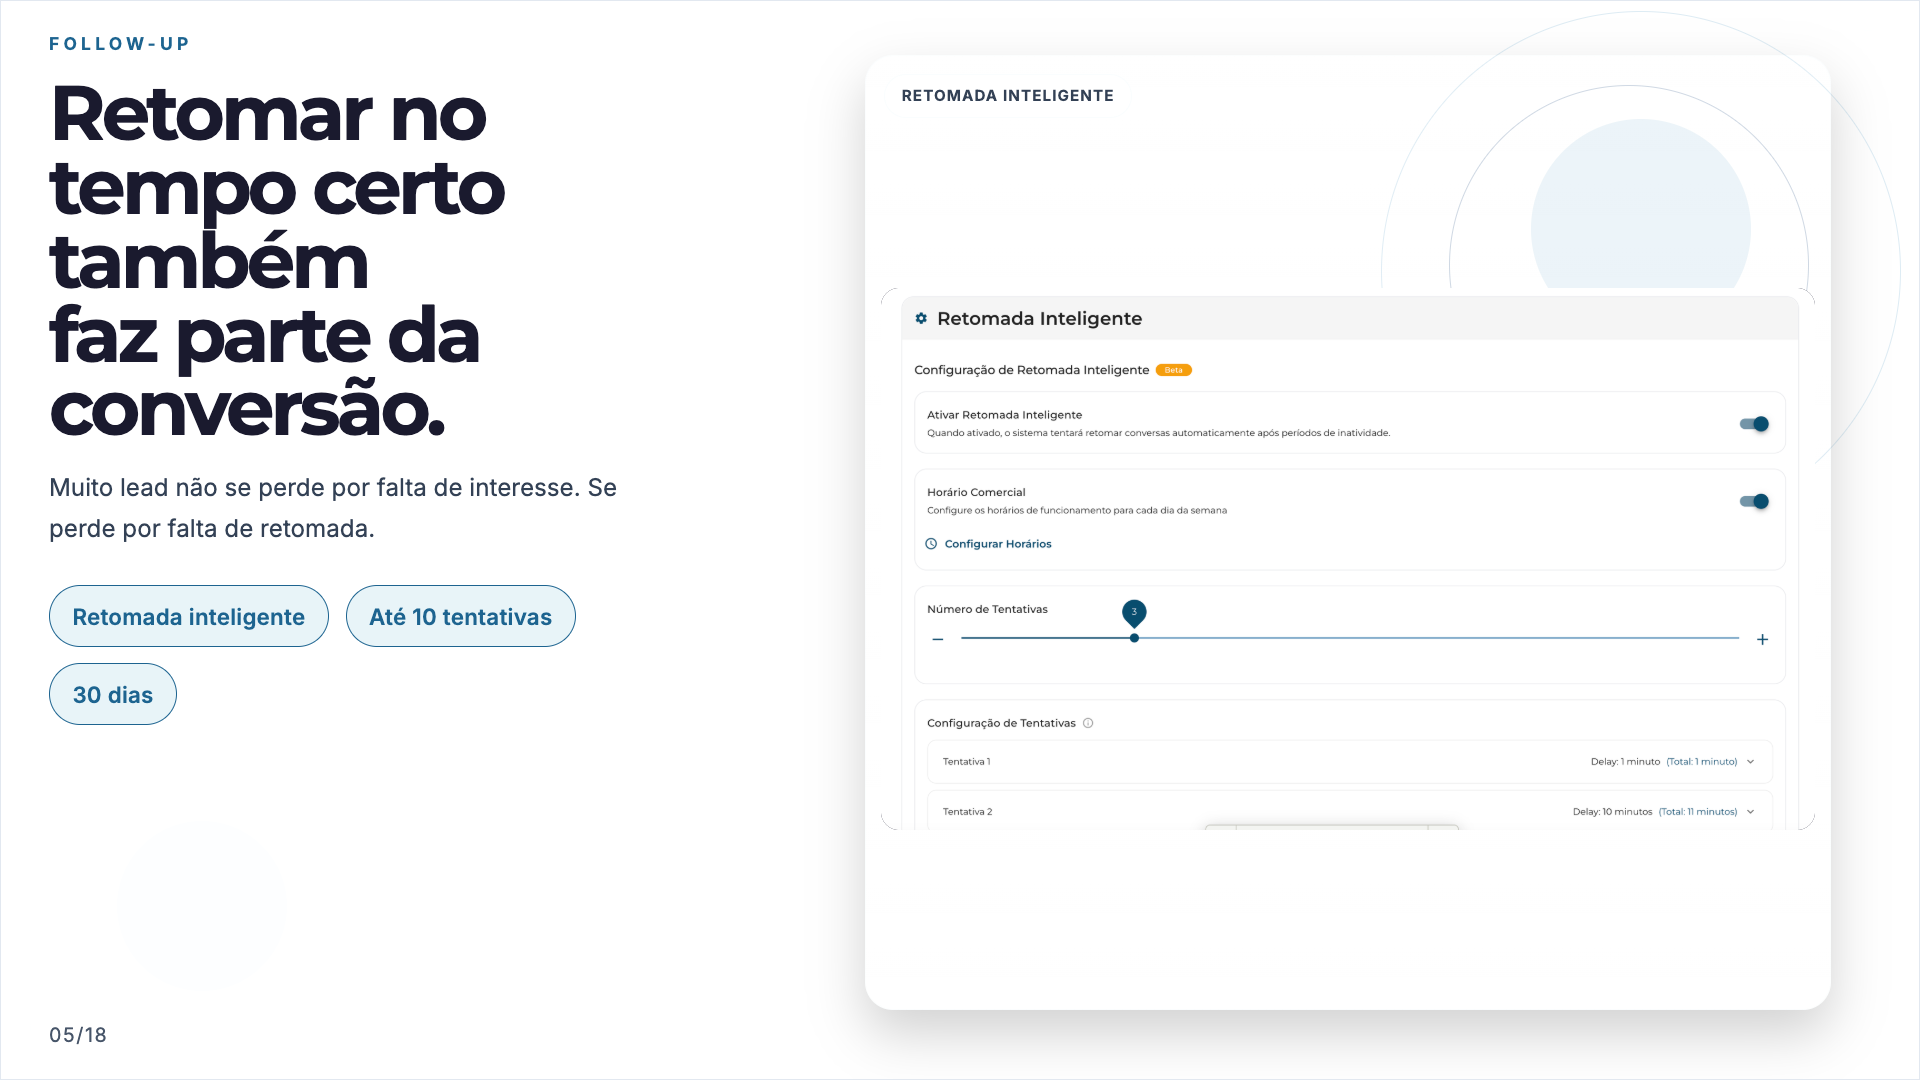 FOLLOW-UP
Retomar no
tempo certo
também
faz parte da
conversão.
Muito lead não se perde por falta de interesse. Se
perde por falta de retomada.
Retomada inteligente
Até 10 tentativas
30 dias
05/18
RETOMADA INTELIGENTE
Retomada Inteligente
Configuração de Retomada Inteligente Beta
Ativar Retomada Inteligente
Quando ativado, o sistema tentará retomar conversas automaticamente após períodos de inatividade.
Horário Comercial
Configure os horários de funcionamento para cada dia da semana
Configurar Horários
Número de Tentativas
3
Configuração de Tentativas
Tentativa 1 Delay: 1 minuto (Total: 1 minuto)
Tentativa 2 Delay: 10 minutos (Total: 11 minutos)